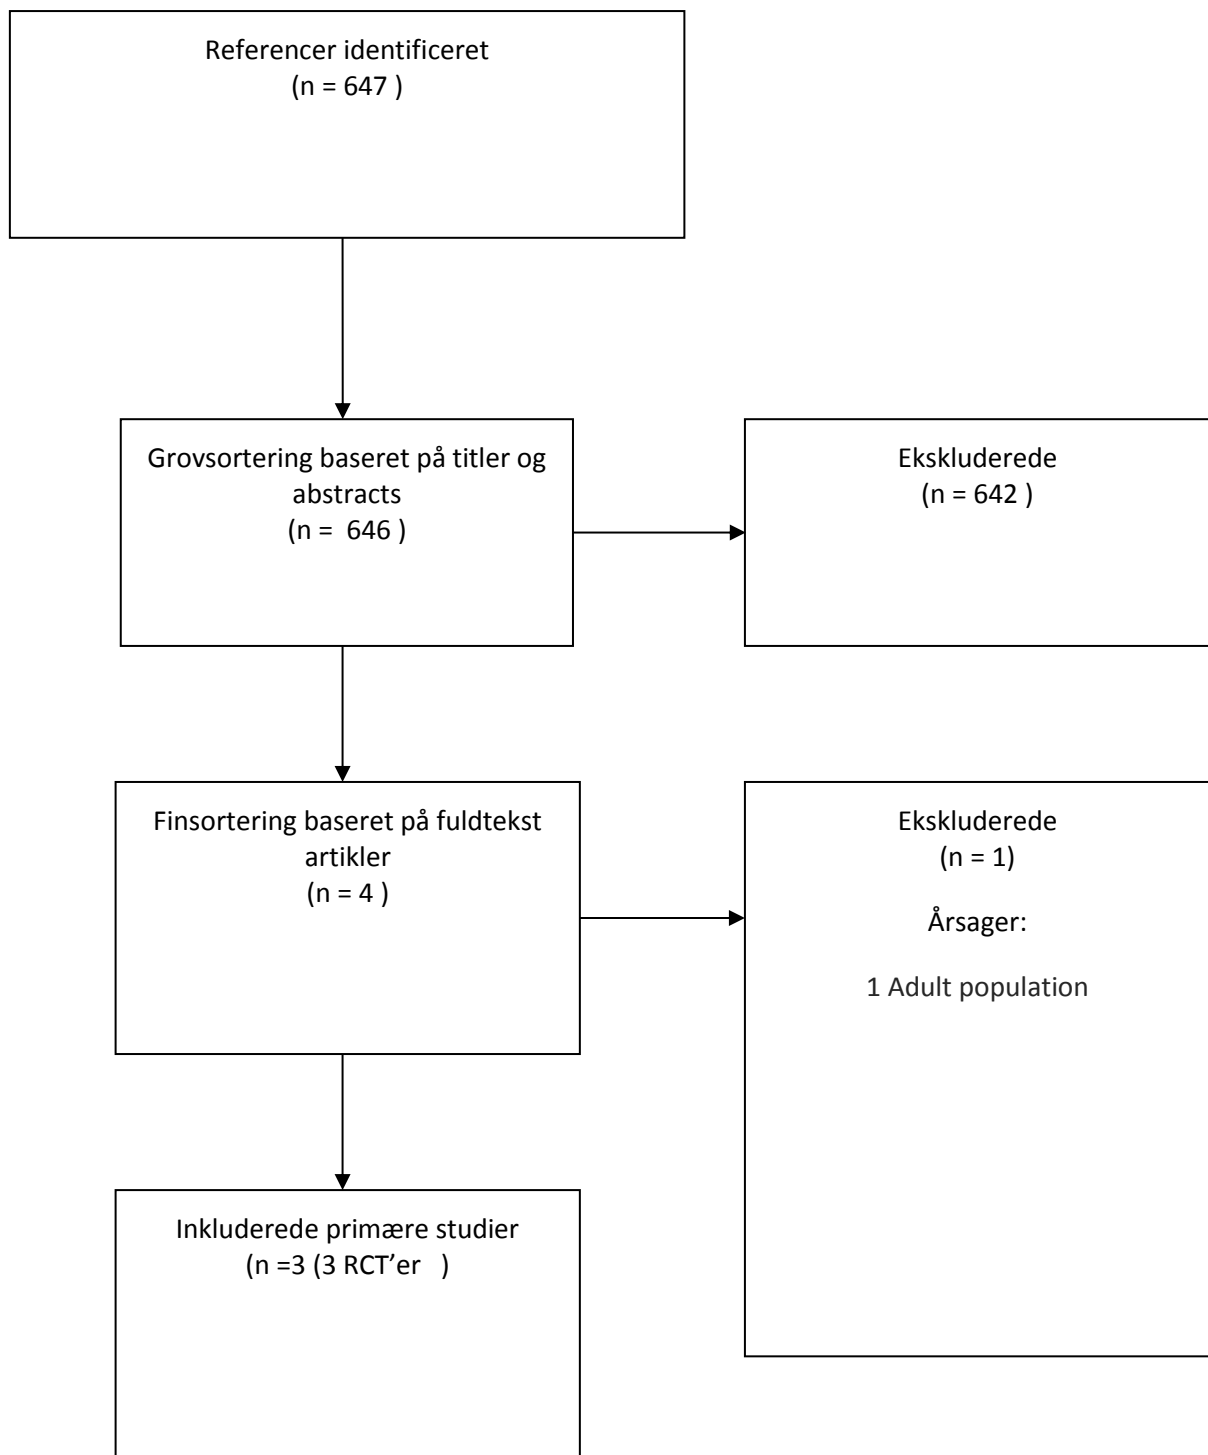 Referencer identificeret
(n = 647 )
Grovsortering baseret på titler og
abstracts
(n =  646 )
Ekskluderede
(n = 642 )
Finsortering baseret på fuldtekst
artikler
(n = 4 )
Ekskluderede
(n = 1)
Årsager:
1 Adult population
Inkluderede primære studier
(n =3 (3 RCT’er   )